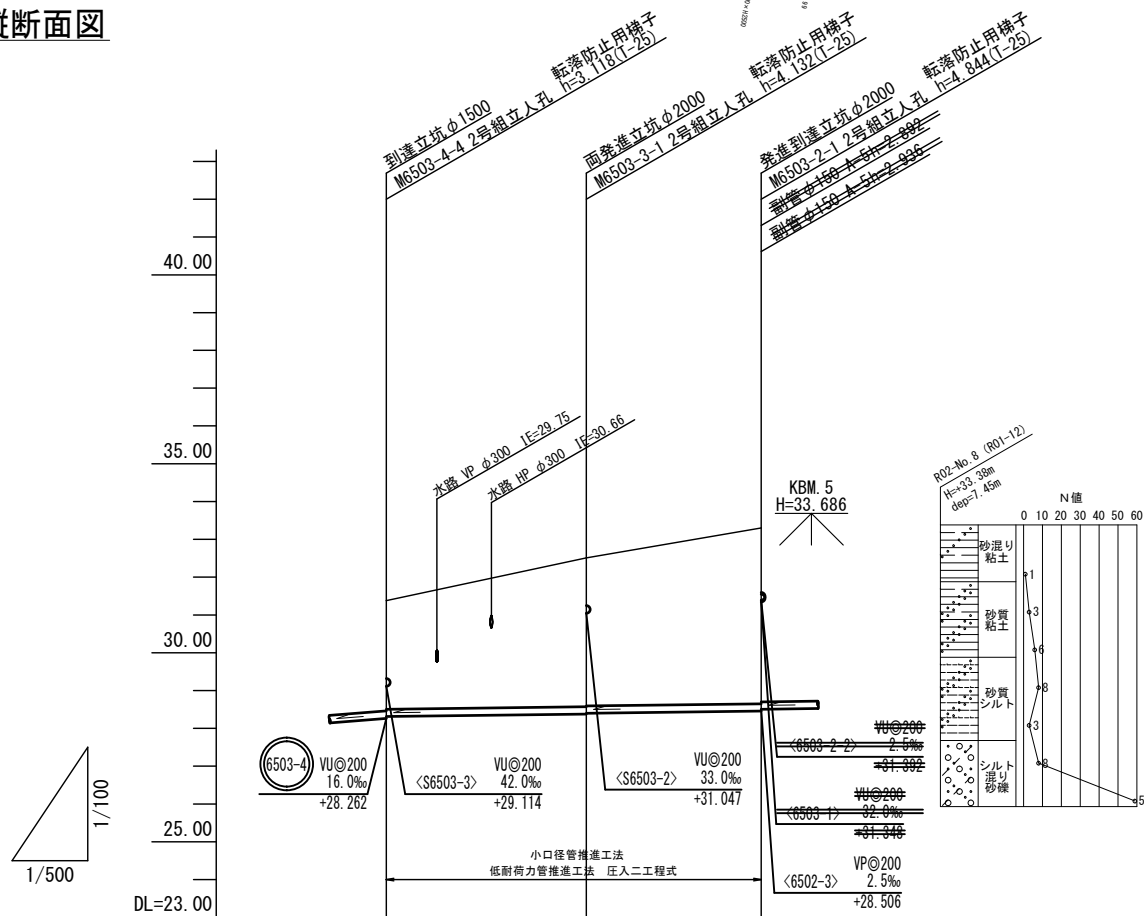 縦断面図
到達立坑φ1500
M6503-4-4 2号組立人孔
転落防止用梯子
h=3.118(T-25)
両発進立坑φ2000
M6503-3-1 2号組立人孔
転落防止用梯子
h=4.132(T-25)
発進到達立坑φ2000
M6503-2-1 2号組立人孔
転落防止用梯子
h=4.844(T-25)
副管φ150 A-5h-2.892
副管φ150 A-5h-2.936
40.00
35.00
30.00
25.00
DL=23.00
水路 VP φ300 IE=29.75
水路 HP φ300 IE=30.66
KBM.5
H=33.686
R02-No.8 (R01-12)
H=+33.38m
dep=7.45m
N値
0 10 20 30 40 50 60
砂混り
粘土
砂質
粘土
砂質
シルト
シルト
混り
砂礫
1
3
6
8
3
8
5
6503-4
VU◎200
16.0‰
+28.262
〈S6503-3〉
VU◎200
42.0‰
+29.114
〈S6503-2〉
VU◎200
33.0‰
+31.047
VU◎200
〈6503-2-2〉 2.5‰
+31.392
VU◎200
〈6503-1〉 32.0‰
+31.348
VP◎200
〈6502-3〉 2.5‰
+28.506
小口径管推進工法
低耐荷力管推進工法 圧入二工程式
1/100
1/500